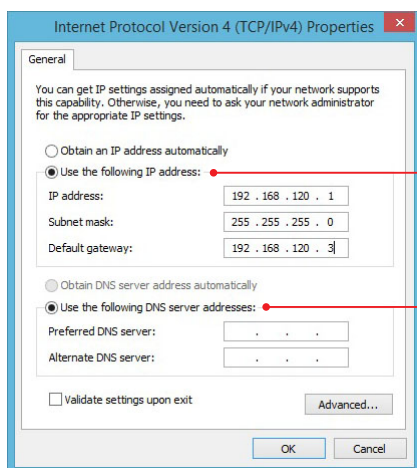 Internet Protocol Version 4 (TCP/IPv4) Properties
General
You can get IP settings assigned automatically if your network supports
this capability. Otherwise, you need to ask your network administrator
for the appropriate IP settings.
Obtain an IP address automatically
Use the following IP address:
IP address: 192 . 168 . 120 . 1
Subnet mask: 255 . 255 . 255 . 0
Default gateway: 192 . 168 . 120 . 3
Obtain DNS server address automatically
Use the following DNS server addresses:
Preferred DNS server: . . .
Alternate DNS server: . . .
Validate settings upon exit
Advanced...
OK Cancel